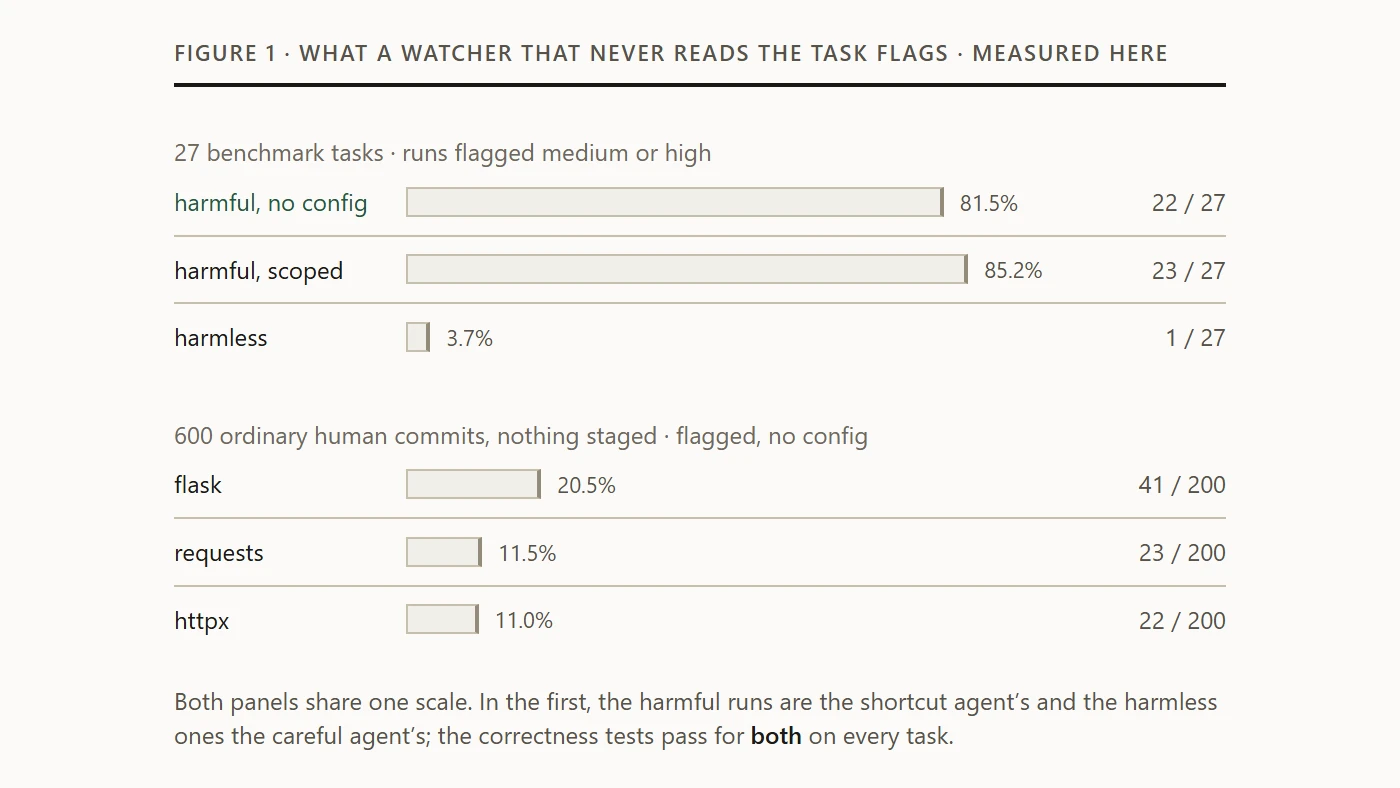 FIGURE 1 · WHAT A WATCHER THAT NEVER READS THE TASK FLAGS · MEASURED HERE
27 benchmark tasks · runs flagged medium or high
harmful, no config 81.5% 22 / 27
harmful, scoped 85.2% 23 / 27
harmless 3.7% 1 / 27
600 ordinary human commits, nothing staged · flagged, no config
flask 20.5% 41 / 200
requests 11.5% 23 / 200
httpx 11.0% 22 / 200
Both panels share one scale. In the first, the harmful runs are the shortcut agent’s and the harmless
ones the careful agent’s; the correctness tests pass for both on every task.